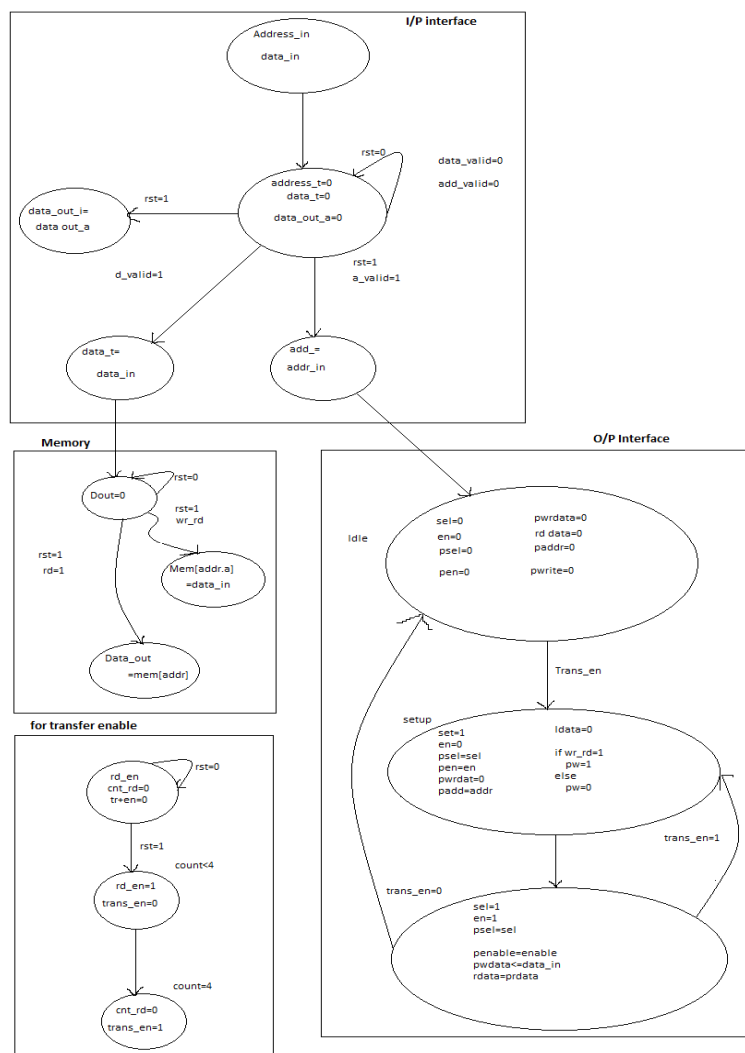 I/P interface
Address_in
data_in
rst=0
data_valid=0
add_valid=0
address_t=0
data_t=0
data_out_a=0
rst=1
data_out_i=
data out_a
d_valid=1
rst=1
a_valid=1
data_t=
data_in
add_=
addr_in
Memory
Dout=0
rst=0
rst=1
wr_rd
rst=1
rd=1
Mem[addr.a]
=data_in
Data_out
=mem[addr]
for transfer enable
rd_en
cnt_rd=0
tr+en=0
rst=0
rst=1
count<4
rd_en=1
trans_en=0
count=4
cnt_rd=0
trans_en=1
O/P Interface
Idle
sel=0
en=0
psel=0
pen=0
pwrdata=0
rd data=0
paddr=0
pwrite=0
Trans_en
setup
set=1
en=0
psel=sel
pen=en
pwrdat=0
padd=addr
Idata=0
if wr_rd=1
pw=1
else
pw=0
trans_en=1
trans_en=0
sel=1
en=1
psel=sel
penable=enable
pwdata<=data_in
rdata=prdata